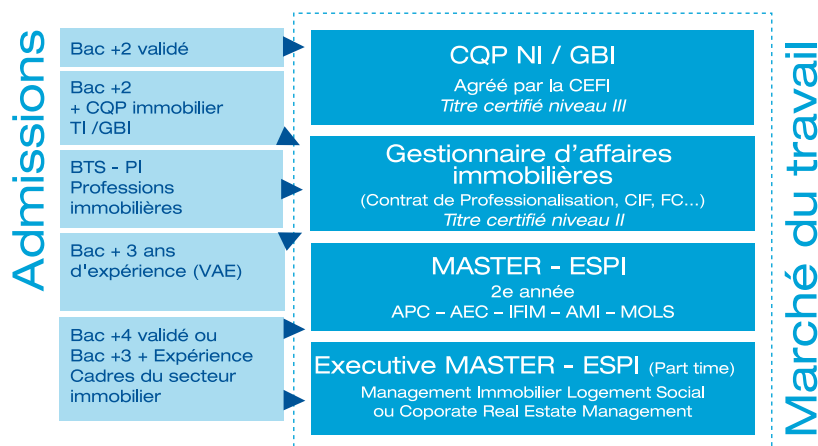 Admissions
Bac +2 validé
Bac +2
+ CQP immobilier
TI /GBI
BTS - PI
Professions
immobilières
Bac + 3 ans
d'expérience (VAE)
Bac +4 validé ou
Bac +3 + Expérience
Cadres du secteur
immobilier
CQP NI / GBI
Agréé par la CEFI
Titre certifié niveau III
Gestionnaire d'affaires
immobilières
(Contrat de Professionalisation, CIF, FC...)
Titre certifié niveau II
MASTER - ESPI
2e année
APC – AEC – IFIM – AMI – MOLS
Executive MASTER - ESPI (Part time)
Management Immobilier Logement Social
ou Coporate Real Estate Management
Marché du travail